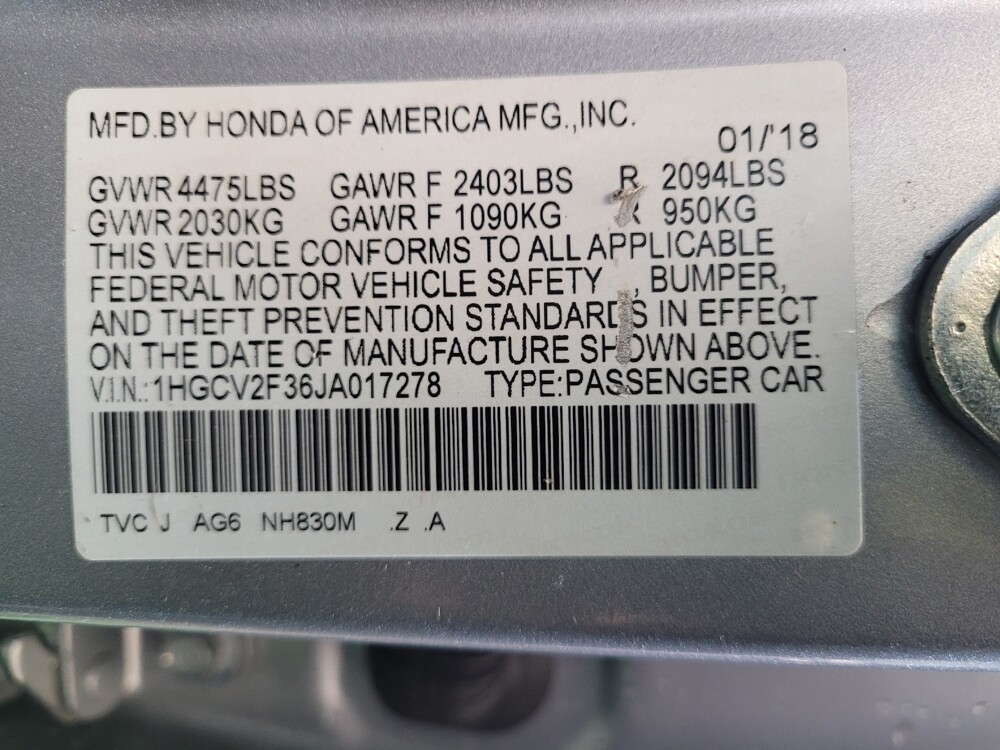 MFD.BY HONDA OF AMERICA MFG.,INC.
01/'18
GVWR 4475LBS GAWR F 2403LBS R 2094LBS
GVWR 2030KG GAWR F 1090KG R 950KG
THIS VEHICLE CONFORMS TO ALL APPLICABLE
FEDERAL MOTOR VEHICLE SAFETY , BUMPER,
AND THEFT PREVENTION STANDARDS IN EFFECT
ON THE DATE OF MANUFACTURE SHOWN ABOVE.
V.I.N.: 1HGCV2F36JA017278 TYPE:PASSENGER CAR
TVC J AG6 NH830M .Z .A